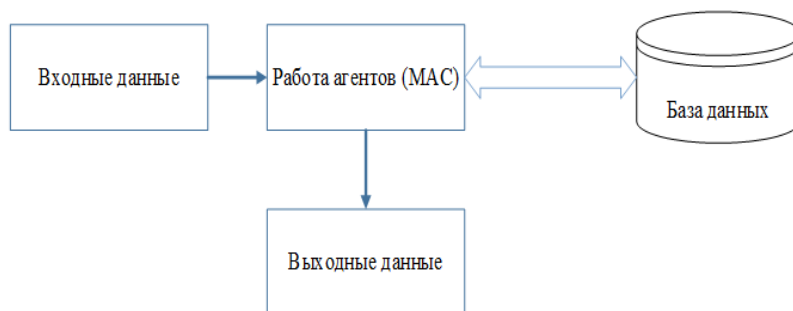 Входные данные
Работа агентов (МАС)
База данных
Выходные данные